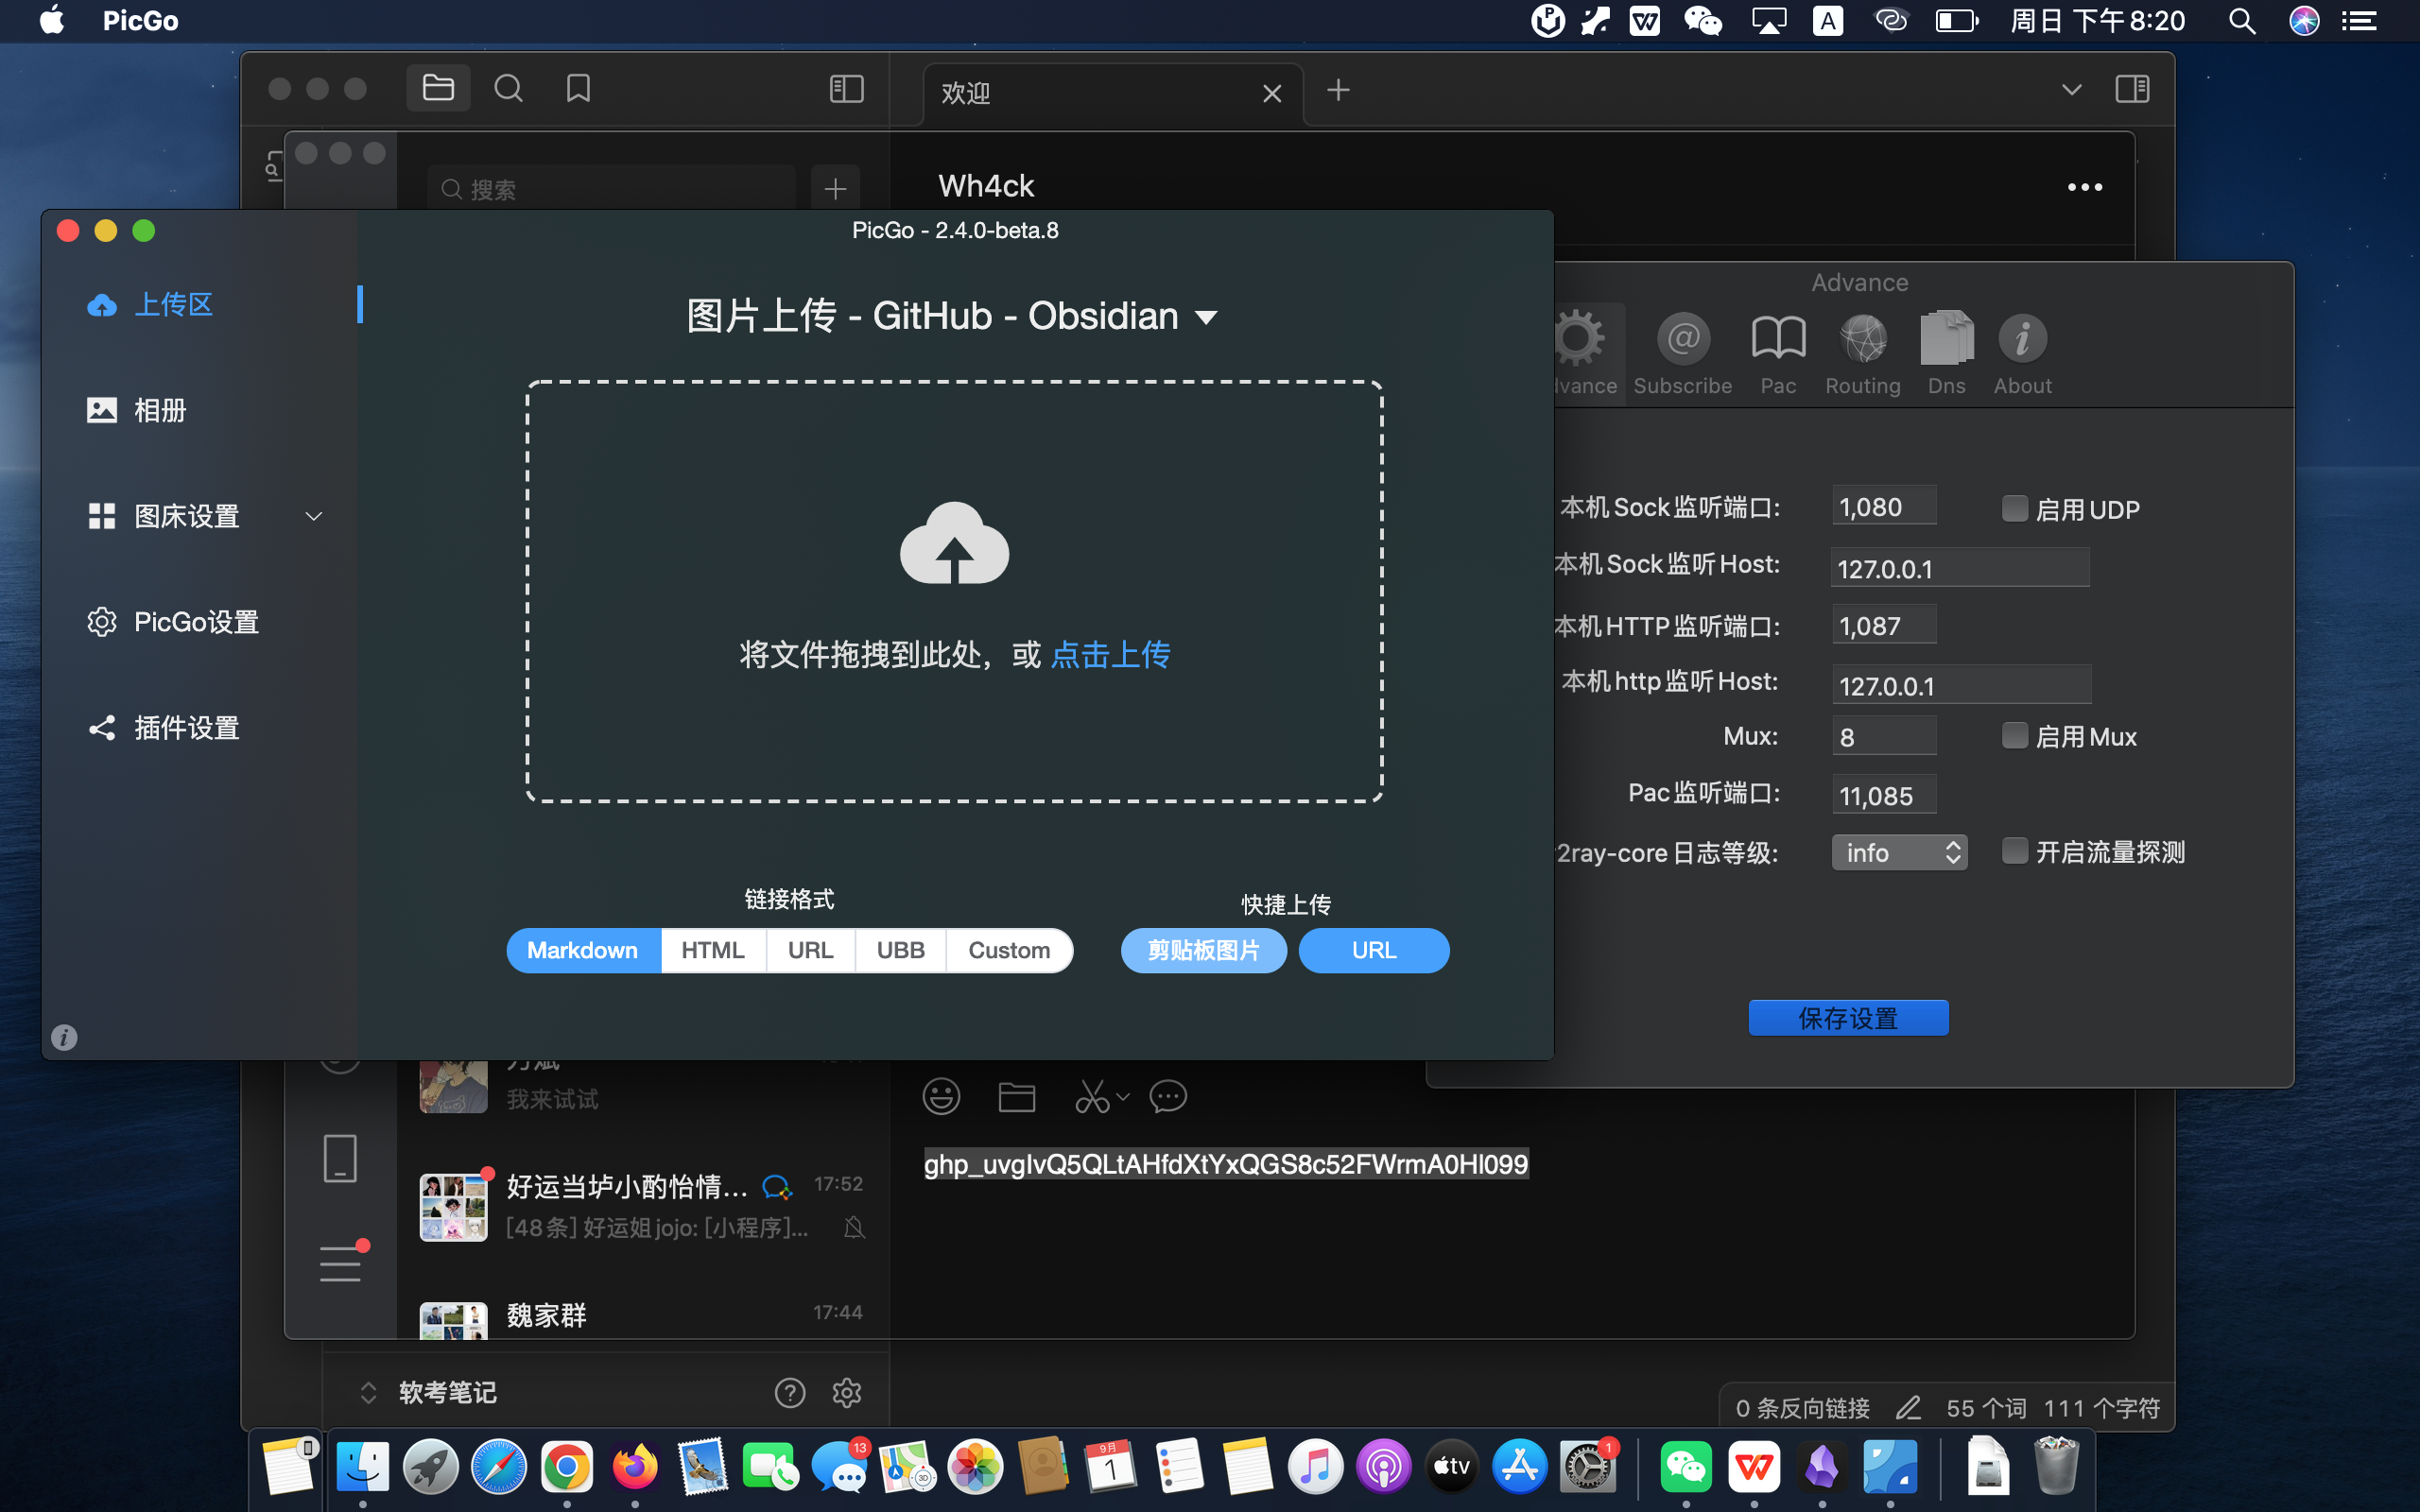 PicGo
周日 下午8:20
欢迎
搜索
Wh4ck
PicGo - 2.4.0-beta.8
上传区
相册
图床设置
PicGo设置
插件设置
图片上传 - GitHub - Obsidian
将文件拖拽到此处，或 点击上传
链接格式
Markdown
HTML
URL
UBB
Custom
快捷上传
剪贴板图片
URL
Advance
Subscribe
Pac
Routing
Dns
About
本机Sock监听端口:
1,080
启用UDP
本机Sock监听Host:
127.0.0.1
本机HTTP监听端口:
1,087
本机http监听Host:
127.0.0.1
Mux:
8
启用Mux
Pac监听端口:
11,085
2ray-core日志等级:
info
开启流量探测
保存设置
我来试试
好运当垆小酌怡情...
17:52
[48条] 好运姐jojo: [小程序]...
魏家群
17:44
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
软考笔记
0 条反向链接
55 个词
111 个字符
13
3D
9月
1
tv
1